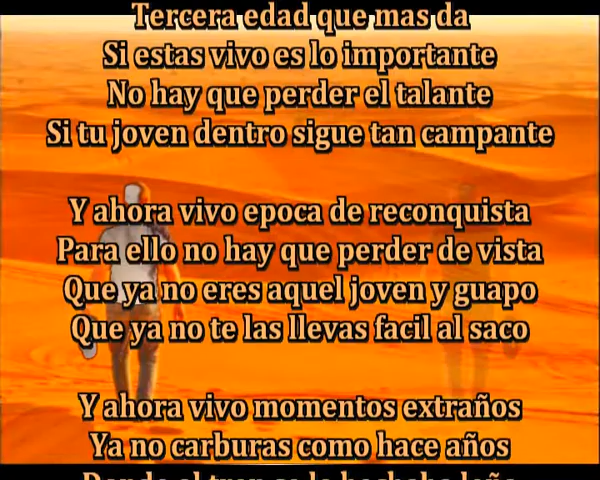 Tercera edad que mas da
Si estas vivo es lo importante
No hay que perder el talante
Si tu joven dentro sigue tan campante
Y ahora vivo epoca de reconquista
Para ello no hay que perder de vista
Que ya no eres aquel joven y guapo
Que ya no te las llevas facil al saco
Y ahora vivo momentos extraños
Ya no carburas como hace años